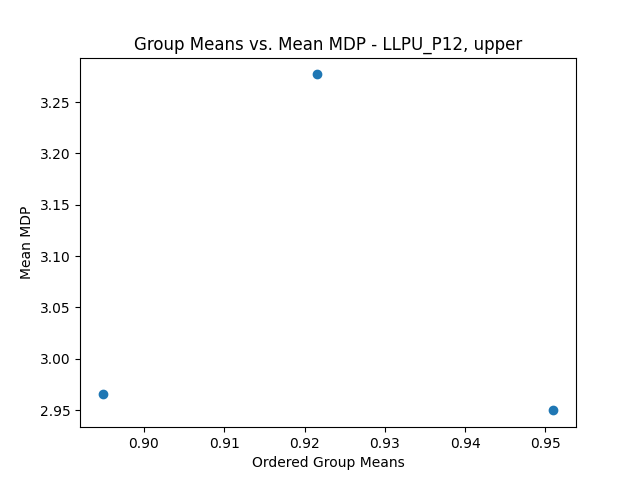 Group Means vs. Mean MDP - LLPU_P12, upper
3.25
3.20
3.15
3.10
3.05
3.00
2.95
Mean MDP
0.90 0.91 0.92 0.93 0.94 0.95
Ordered Group Means